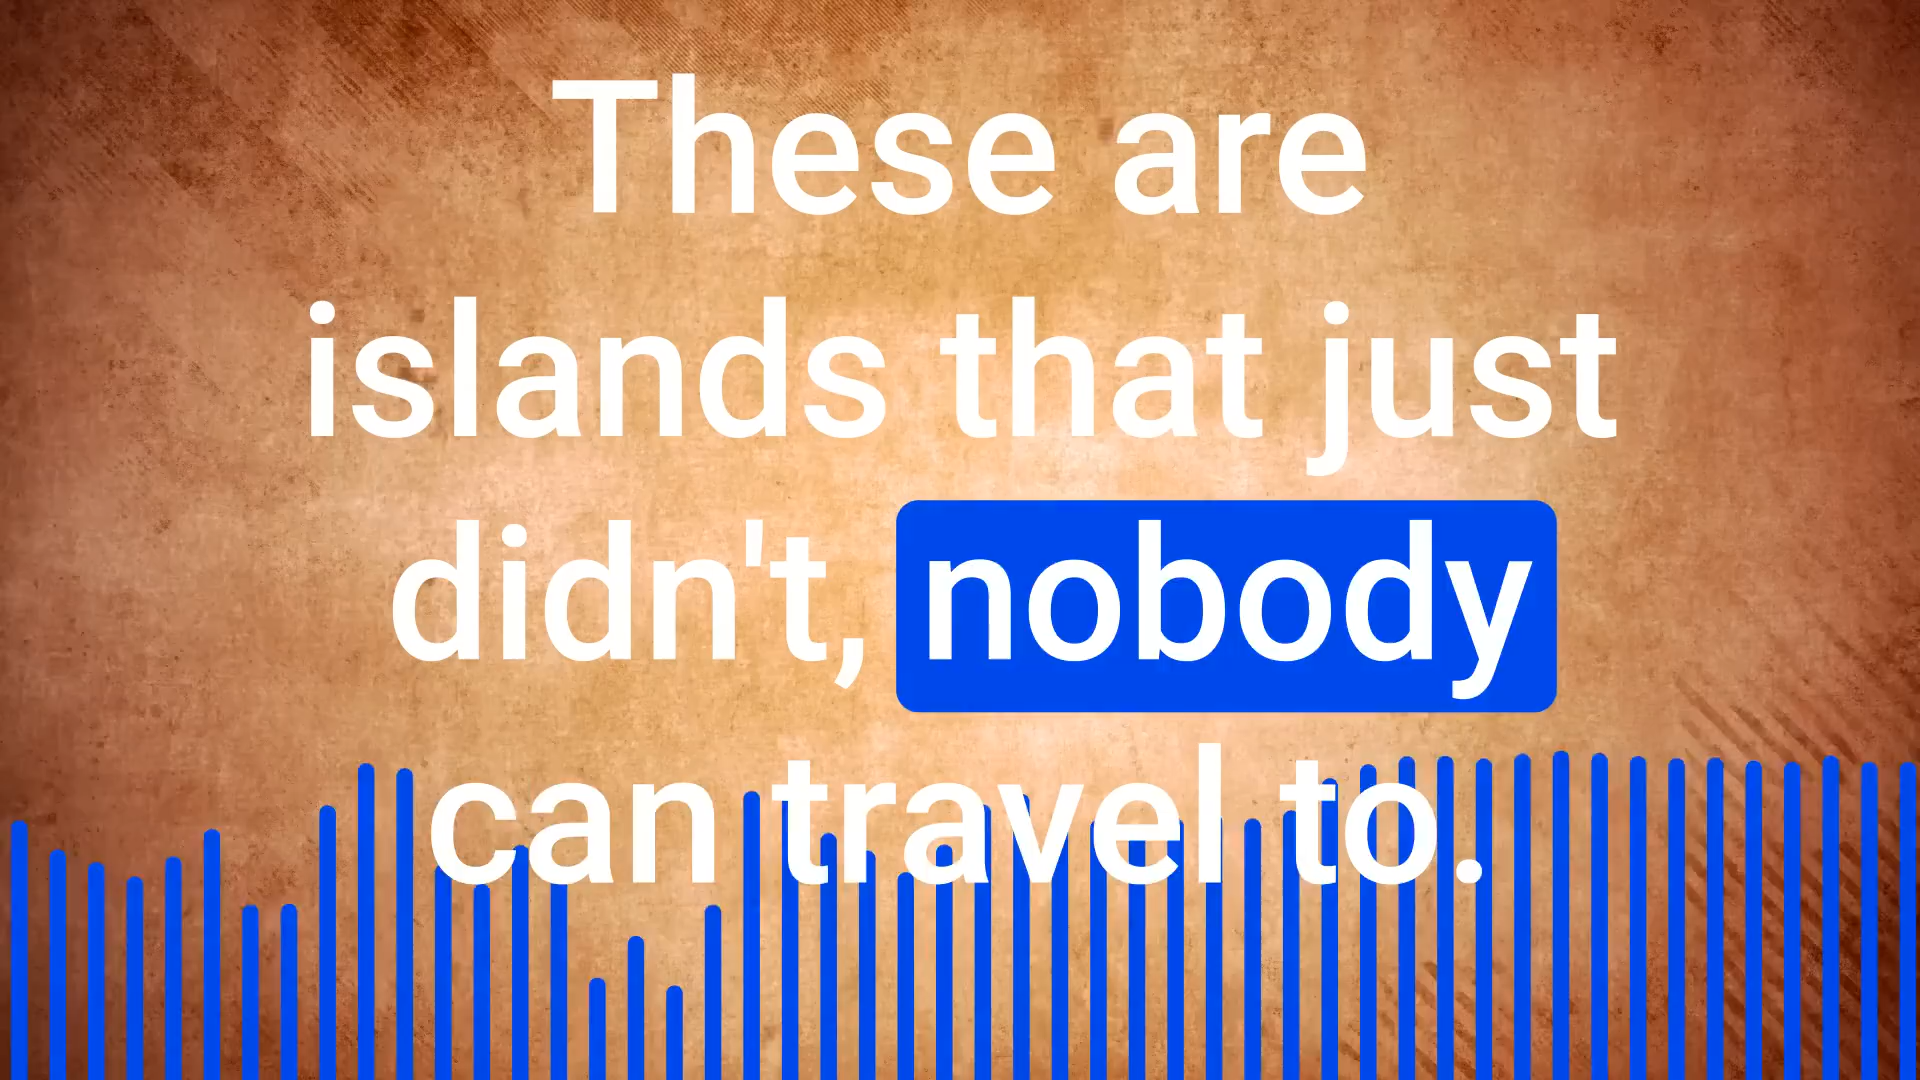 These are
islands that just
didn't, nobody
can travel to.